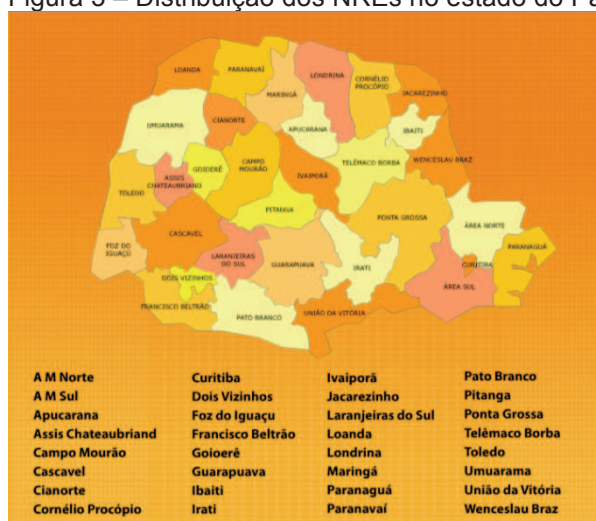 Figura 3 – Distribuição dos NREs no estado do Pa
LOANDA
PARANAVAÍ
MARINGÁ
LONDRINA
CORNÉLIO
PROCÓPIO
JACAREZINHO
UMUARAMA
CIANORTE
APUCARANA
IBAITI
ASSIS
CHATEAUBRIAND
GOIOERÊ
CAMPO
MOURÃO
IVAIPORÃ
TELÊMACO BORBA
WENCESLAU BRAZ
TOLEDO
PITANGA
PONTA GROSSA
ÁREA NORTE
PARANAGUÁ
CASCAVEL
FOZ DO
IGUAÇÚ
LARANJEIRAS
DO SUL
GUARAPUAVA
IRATI
CURITIBA
ÁREA SUL
DOIS VIZINHOS
FRANCISCO BELTRÃO
PATO BRANCO
UNIÃO DA VITÓRIA
A M Norte
A M Sul
Apucarana
Assis Chateaubriand
Campo Mourão
Cascavel
Cianorte
Cornélio Procópio
Curitiba
Dois Vizinhos
Foz do Iguaçu
Francisco Beltrão
Goioerê
Guarapuava
Ibaiti
Irati
Ivaiporã
Jacarezinho
Laranjeiras do Sul
Loanda
Londrina
Maringá
Paranaguá
Paranavaí
Pato Branco
Pitanga
Ponta Grossa
Telêmaco Borba
Toledo
Umuarama
União da Vitória
Wenceslau Braz